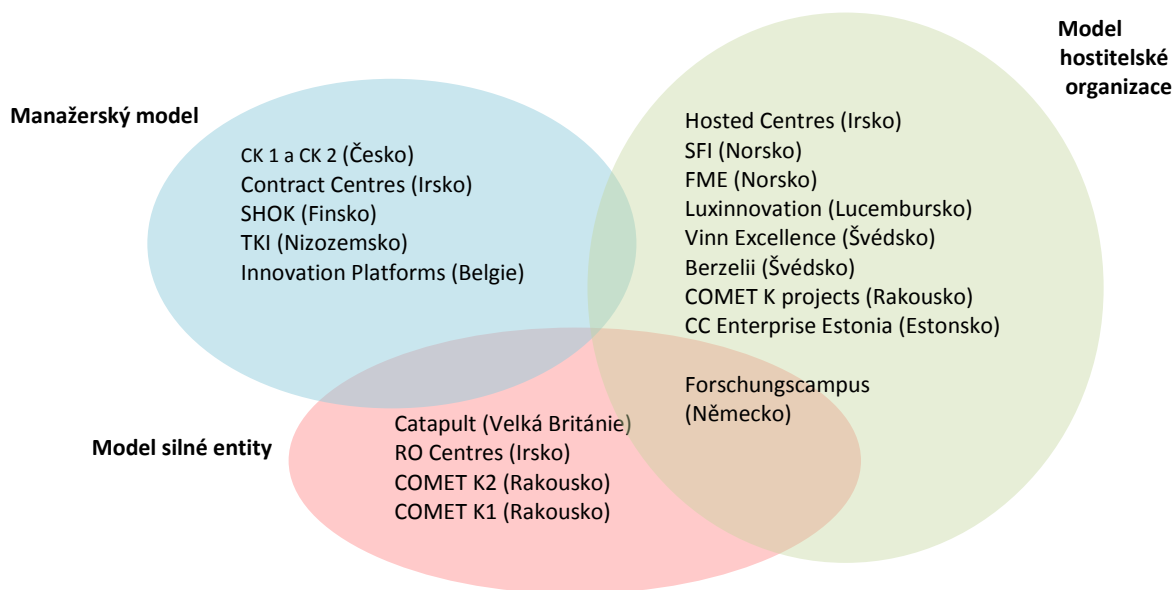 Model
hostitelské
organizace
Manažerský model
CK 1 a CK 2 (Česko)
Contract Centres (Irsko)
SHOK (Finsko)
TKI (Nizozemsko)
Innovation Platforms (Belgie)
Hosted Centres (Irsko)
SFI (Norsko)
FME (Norsko)
Luxinnovation (Lucembursko)
Vinn Excellence (Švédsko)
Berzelii (Švédsko)
COMET K projects (Rakousko)
CC Enterprise Estonia (Estonsko)
Forschungscampus
(Německo)
Model silné entity
Catapult (Velká Británie)
RO Centres (Irsko)
COMET K2 (Rakousko)
COMET K1 (Rakousko)